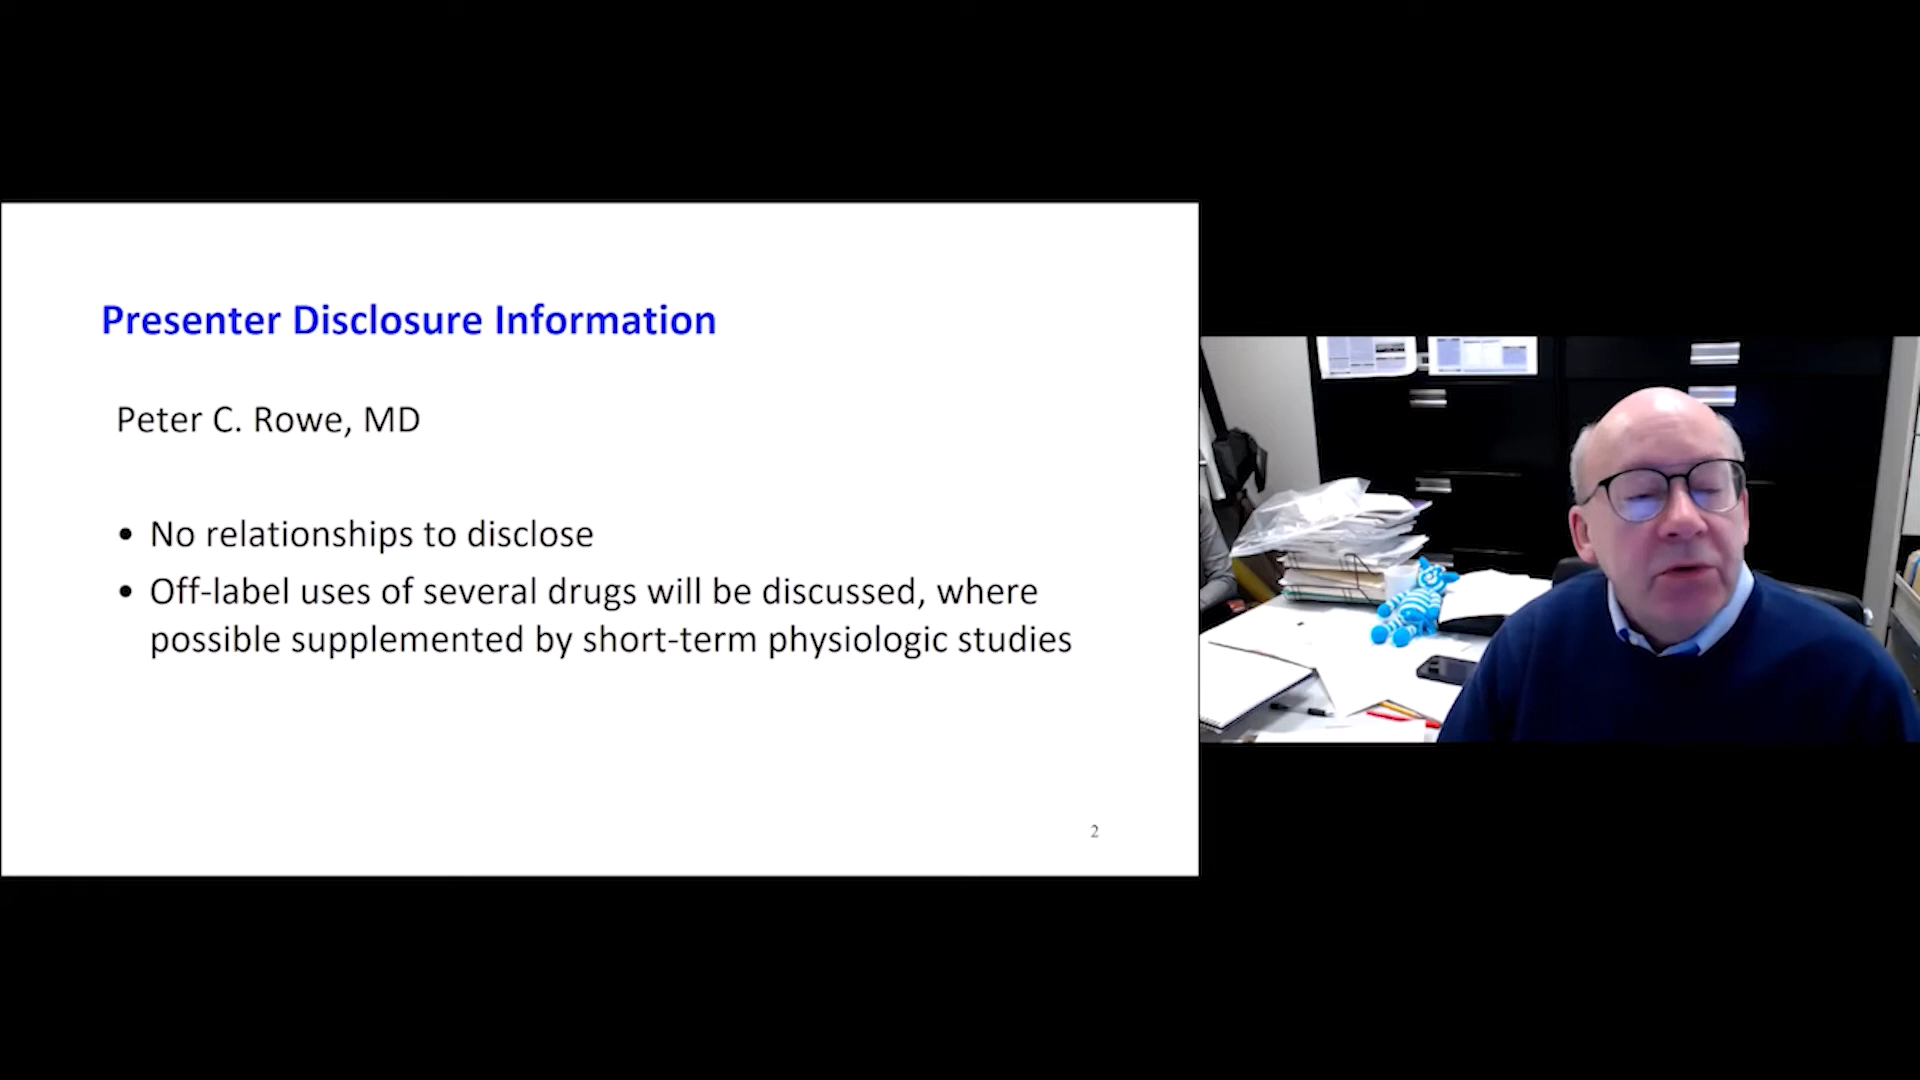 Presenter Disclosure Information
Peter C. Rowe, MD
• No relationships to disclose
• Off-label uses of several drugs will be discussed, where
possible supplemented by short-term physiologic studies
2